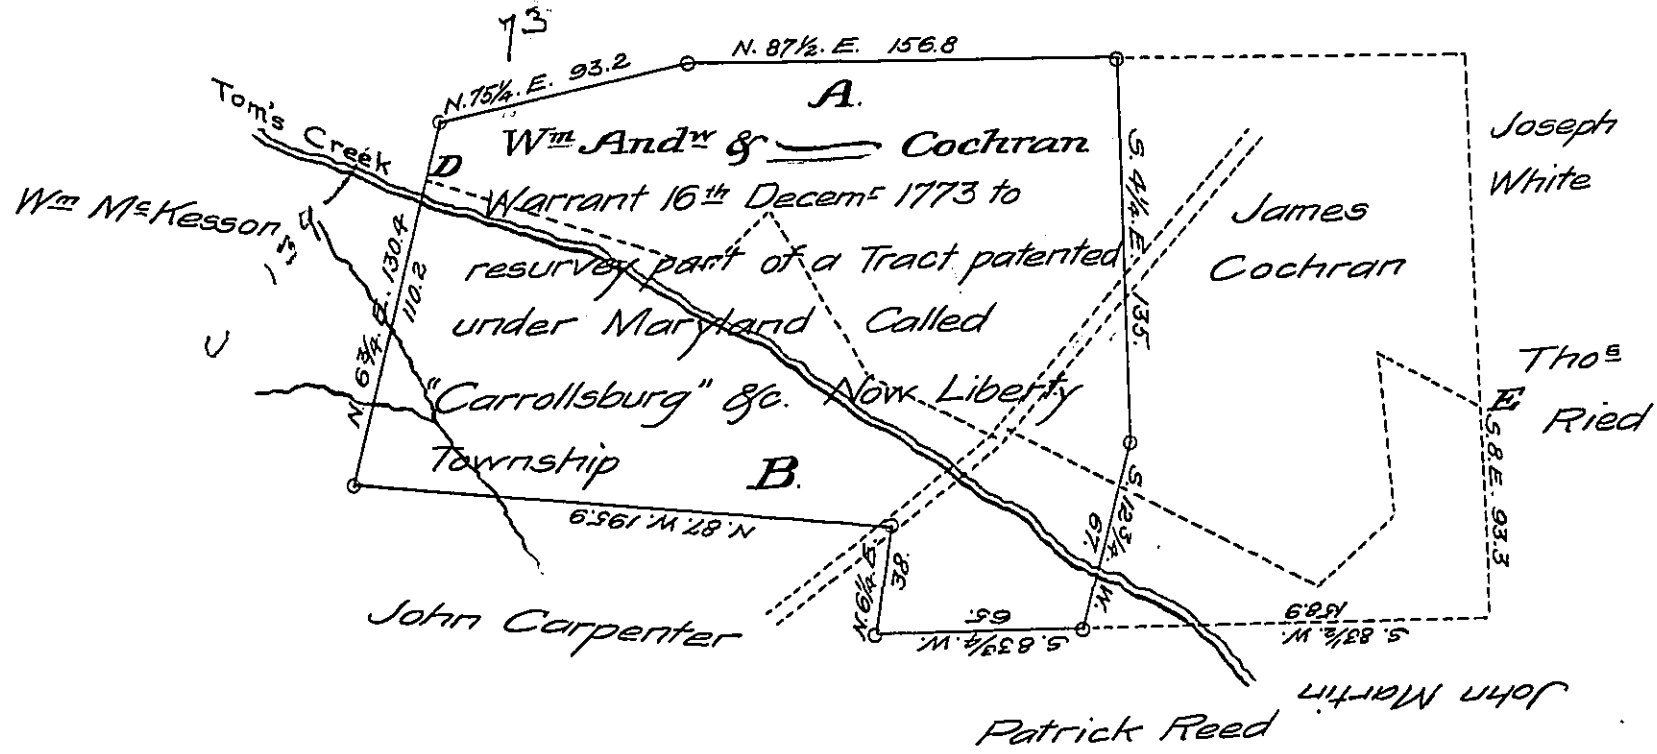 73
N. 75¼. E. 93.2
N. 87½. E. 156.8
Tom's Creek
A.
Wm Andw & Cochran
D
Warrant 16th Decemr 1773 to
resurvey part of a Tract patented
under Maryland Called
"Carrollsburg" &c. Now Liberty
Township
B.
Wm McKesson
N. 6¾. E. 130.4
110.2
S. 4¼. E. 135.
James
Cochran
Joseph
White
Thos
Ried
E
S. 8 E. 93.3
S. 12¾. W.
67.
N. 87. W. 195.9
N. 6¼. E.
38.
S. 83¾. W.
65.
S. 83½. W.
158.9
John Carpenter
John Martin
Patrick Reed